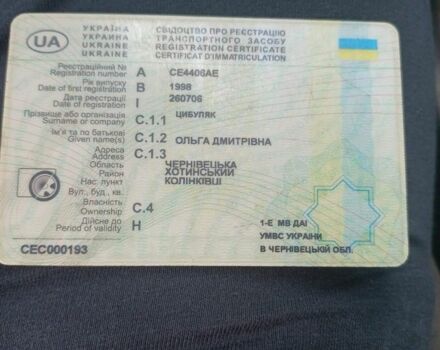 UA
УКРАЇНА
УКРАИНА
UKRAINE
UKRAINE
СВІДОЦТВО ПРО РЕЄСТРАЦІЮ
ТРАНСПОРТНОГО ЗАСОБУ
REGISTRATION CERTIFICATE
CERTIFICAT D'IMMATRICULATION
Реєстраційний №
Registration number A CE4406AE
Рік випуску
Date of first registration B 1998
Дата реєстрації
Date of registration I 260706
Прізвище або організація
Surname or company C.1.1 ЦИБУЛЯК
Ім'я та по батькові
Given name(s) C.1.2 ОЛЬГА ДМИТРІВНА
Адреса
Address C.1.3
Область ЧЕРНІВЕЦЬКА
Район ХОТИНСЬКИЙ
Нас. пункт КОЛІНКІВЦІ
Вул., буд., кв.
Власність
Ownership C.4
Дійсне до
Period of validity H
1-Е МВ ДАІ
УМВС УКРАЇНИ
В ЧЕРНІВЕЦЬКІЙ ОБЛ.
CEC000193